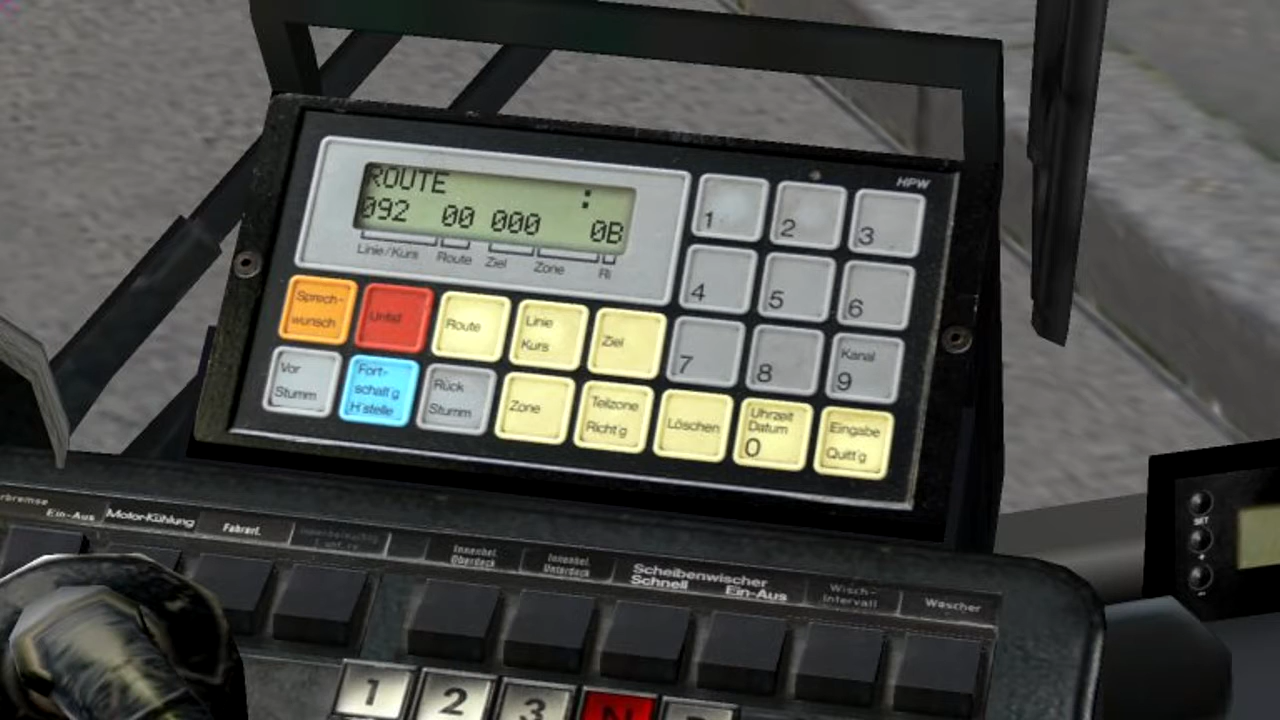 HPW
ROUTE :
092 00 000 0B
Linie/Kurs Route Ziel Zone Ri
1 2 3
4 5 6
7 8 Kanal 9
Sprech-
wunsch
Unfall
Route
Linie
Kurs
Ziel
Vor
Stumm
Fort-
schalt'g
H'stelle
Rück
Stumm
Zone
Teilzone
Richt'g
Löschen
Uhrzeit
Datum
0
Eingabe
Quitt'g
Ein-Aus
Motor-Kühlung
Fahrerl.
Innenbel.
Oberdeck
Innenbel.
Unterdeck
Scheibenwischer
Schnell Ein-Aus
Wisch-
Intervall
Wascher
SET
1 2 3 N